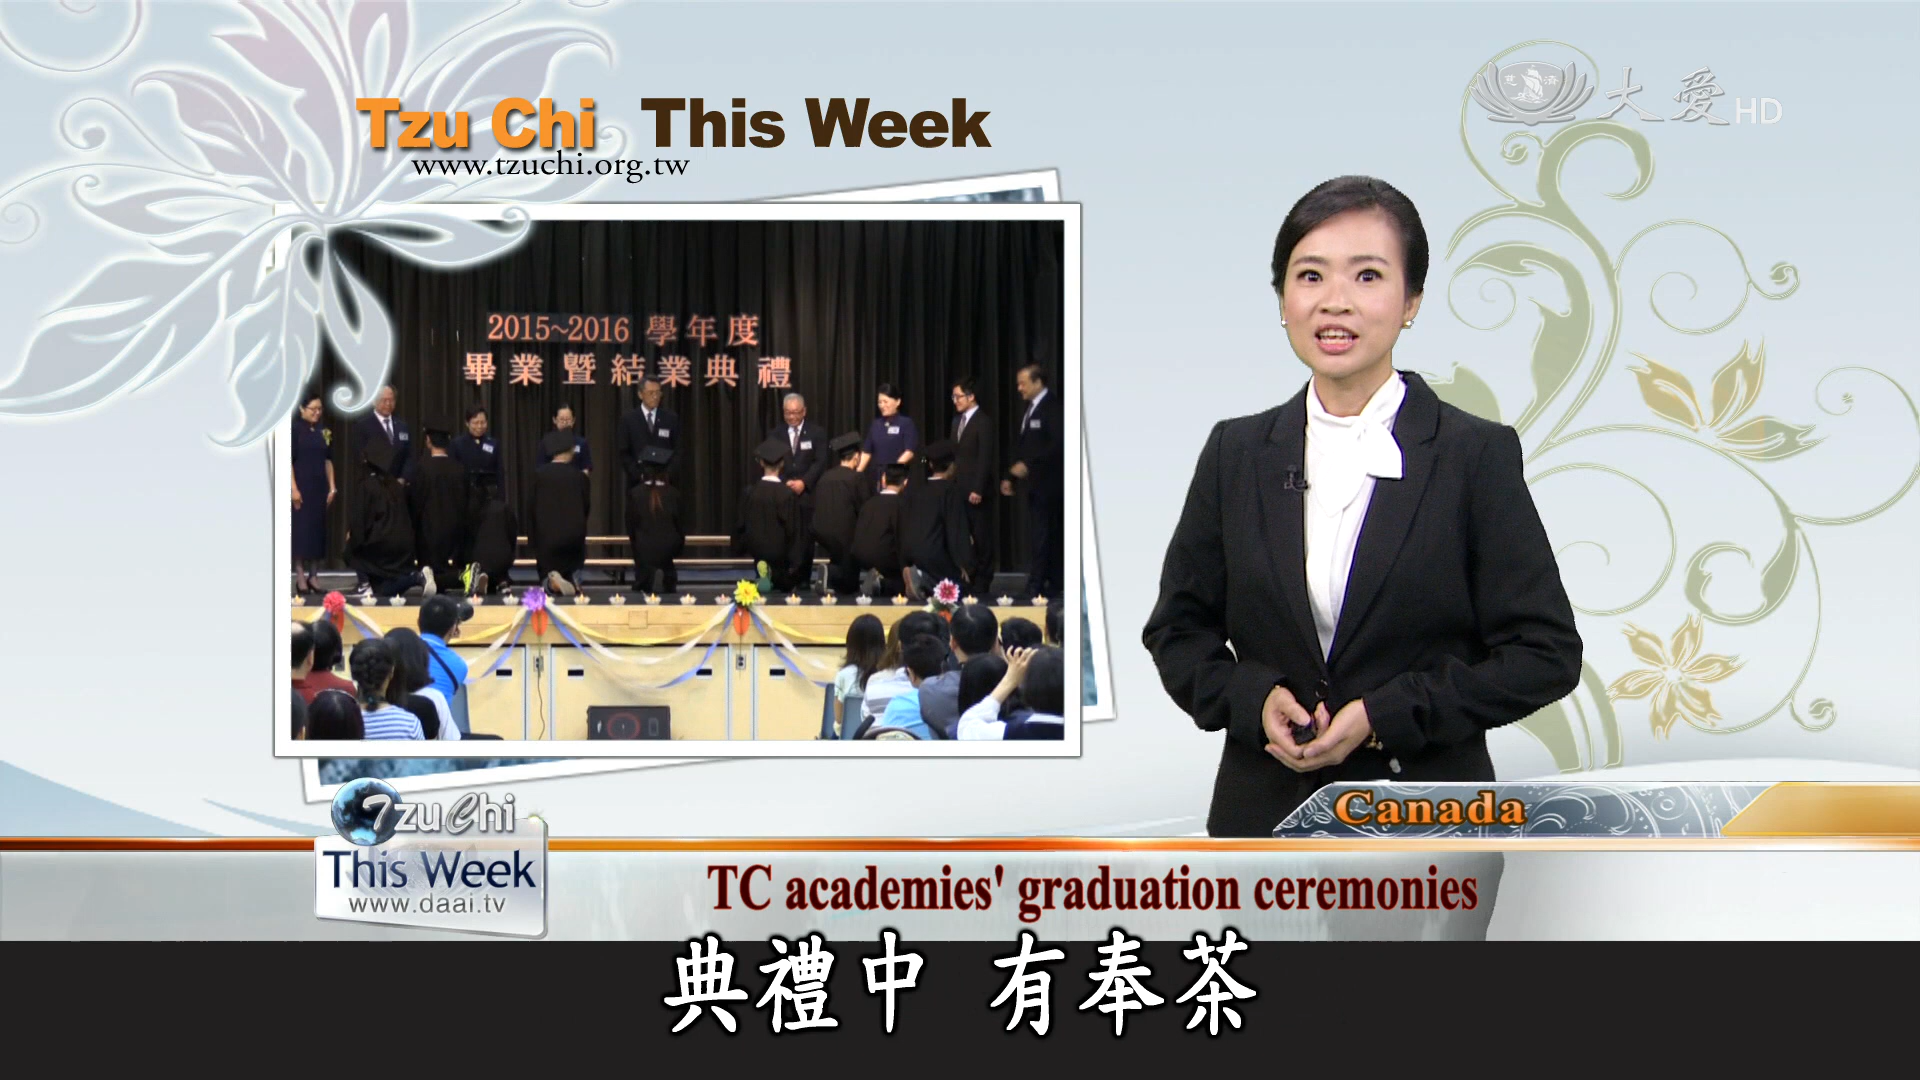 Tzu Chi This Week
www.tzuchi.org.tw
慈 濟
大愛HD
2015~2016 學年度
畢業暨結業典禮
Canada
Tzu Chi
This Week
www.daai.tv
TC academies' graduation ceremonies
典禮中 有奉茶